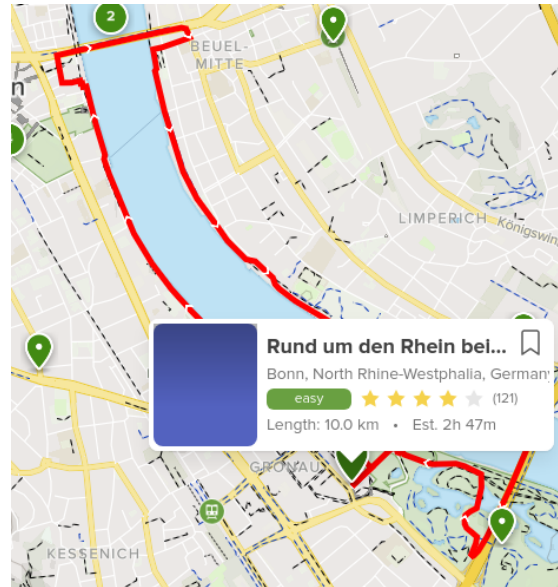 2
BEUEL-
MITTE
n
LIMPERICH
Königswin
Rund um den Rhein bei...
Bonn, North Rhine-Westphalia, Germany
easy
(121)
Length: 10.0 km • Est. 2h 47m
GRONAU
KESSENICH